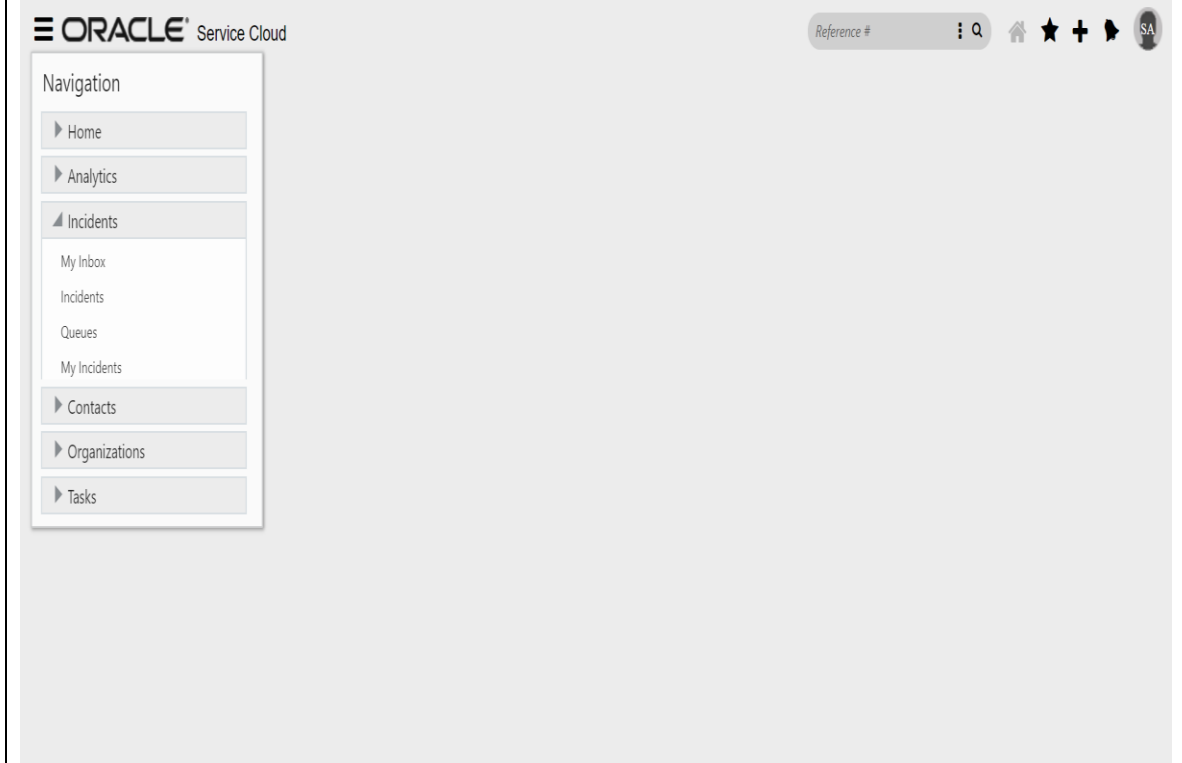 ORACLE® Service Cloud
Reference #
SA
Navigation
Home
Analytics
Incidents
My Inbox
Incidents
Queues
My Incidents
Contacts
Organizations
Tasks